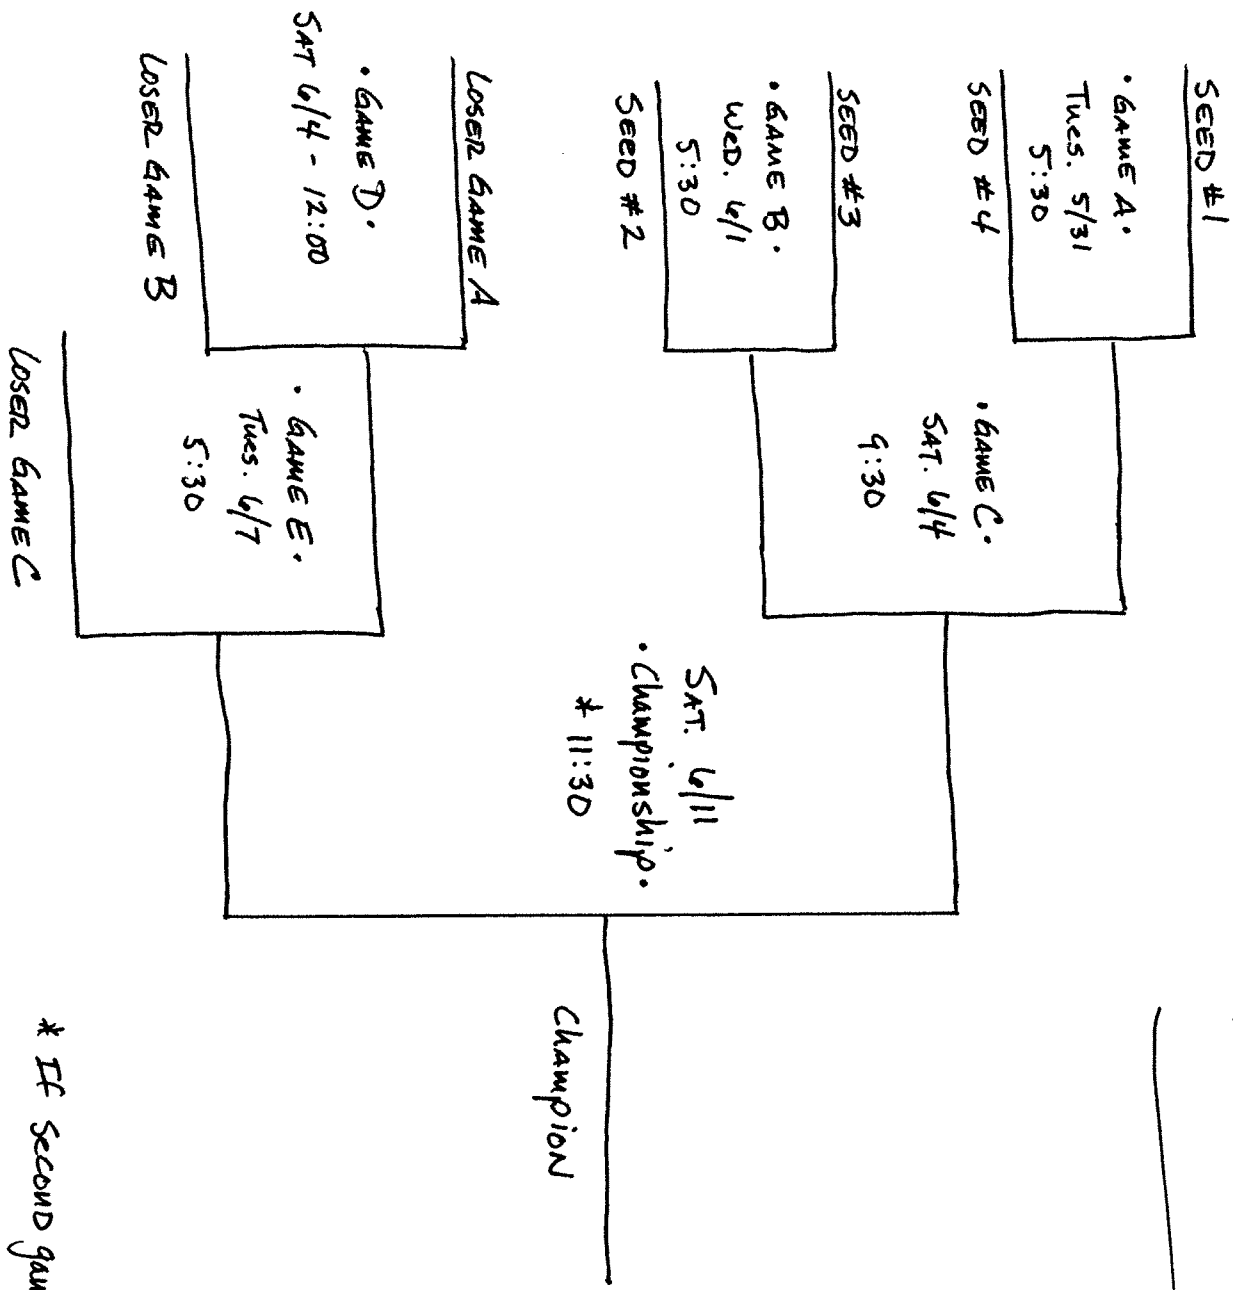 SEED #1
• GAME A •
Tues. 5/31
5:30
SEED #4
SEED #3
• GAME B •
WED. 6/1
5:30
SEED #2
• GAME C •
SAT. 6/4
9:30
LOSER GAME A
• GAME D •
SAT 6/4 - 12:00
LOSER GAME B
• GAME E •
Tues. 6/7
5:30
LOSER GAME C
SAT. 6/11
• Championship •
* 11:30
Champion
* If Second